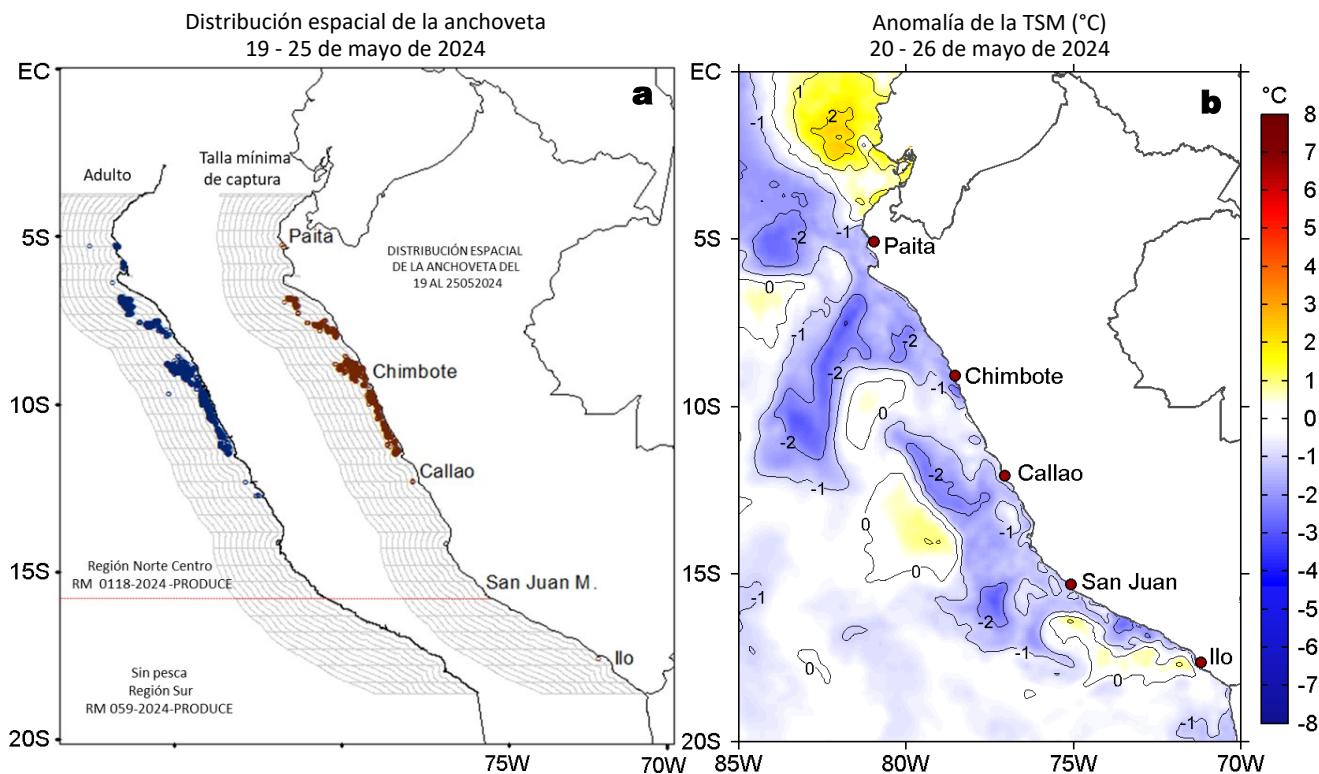 Distribución espacial de la anchoveta
19 - 25 de mayo de 2024
EC
a
Adulto
Talla mínima
de captura
5S
Paita
DISTRIBUCIÓN ESPACIAL
DE LA ANCHOVETA DEL
19 AL 25052024
Chimbote
10S
Callao
15S
Región Norte Centro
RM 0118-2024 -PRODUCE
San Juan M.
Ilo
Sin pesca
Región Sur
RM 059-2024-PRODUCE
20S
75W
70W
Anomalía de la TSM (°C)
20 - 26 de mayo de 2024
EC
b
-1
1
2
5S
-1
-2
Paita
0
-1
-2
-2
Chimbote
-1
0
10S
-2
-2
-1
Callao
0
-1
0
15S
San Juan
-1
-2
-1
0
0
Ilo
20S
85W
80W
75W
70W
°C
8
7
6
5
4
3
2
1
0
-1
-2
-3
-4
-5
-6
-7
-8